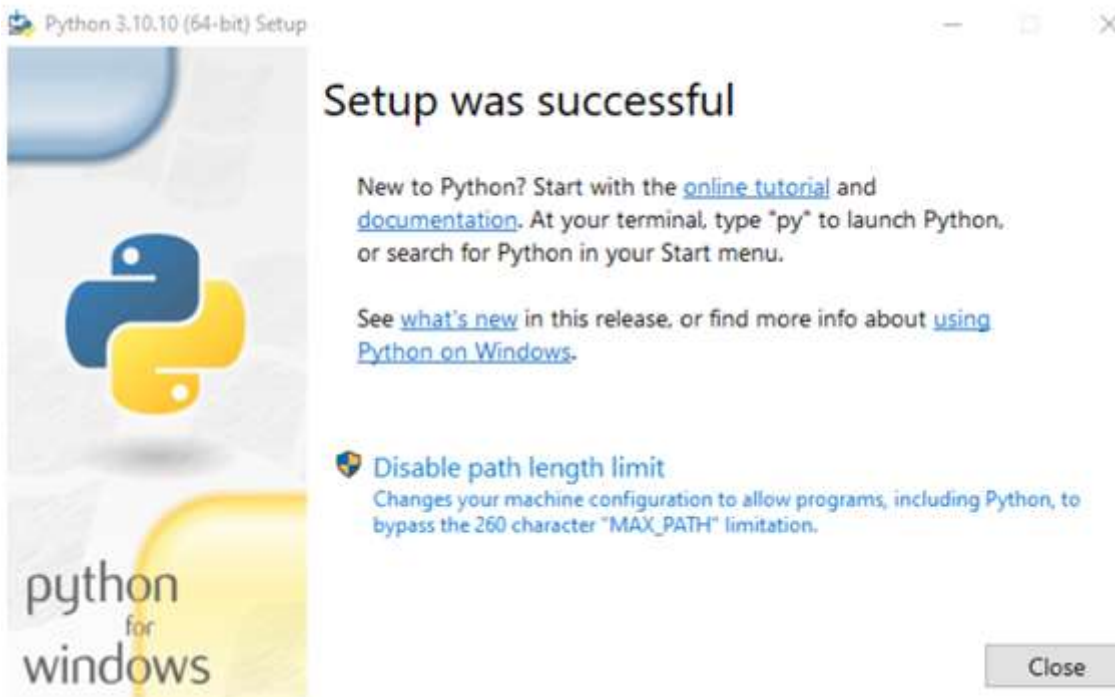 Python 3.10.10 (64-bit) Setup
Setup was successful
New to Python? Start with the online tutorial and
documentation. At your terminal, type "py" to launch Python,
or search for Python in your Start menu.
See what's new in this release, or find more info about using
Python on Windows.
Disable path length limit
Changes your machine configuration to allow programs, including Python, to
bypass the 260 character "MAX_PATH" limitation.
python
for
windows
Close